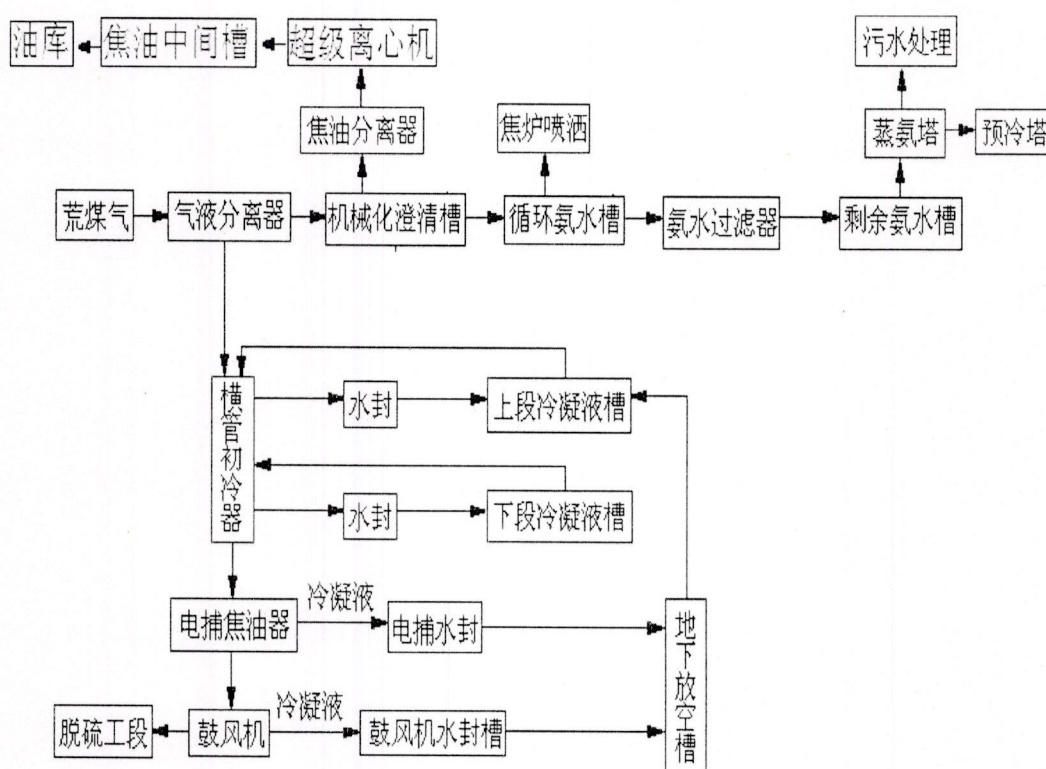 油库
焦油中间槽
超级离心机
污水处理
焦油分离器
焦炉喷洒
蒸氨塔
预冷塔
荒煤气
气液分离器
机械化澄清槽
循环氨水槽
氨水过滤器
剩余氨水槽
横管初冷器
水封
上段冷凝液槽
水封
下段冷凝液槽
电捕焦油器
冷凝液
电捕水封
地下放空槽
脱硫工段
鼓风机
冷凝液
鼓风机水封槽